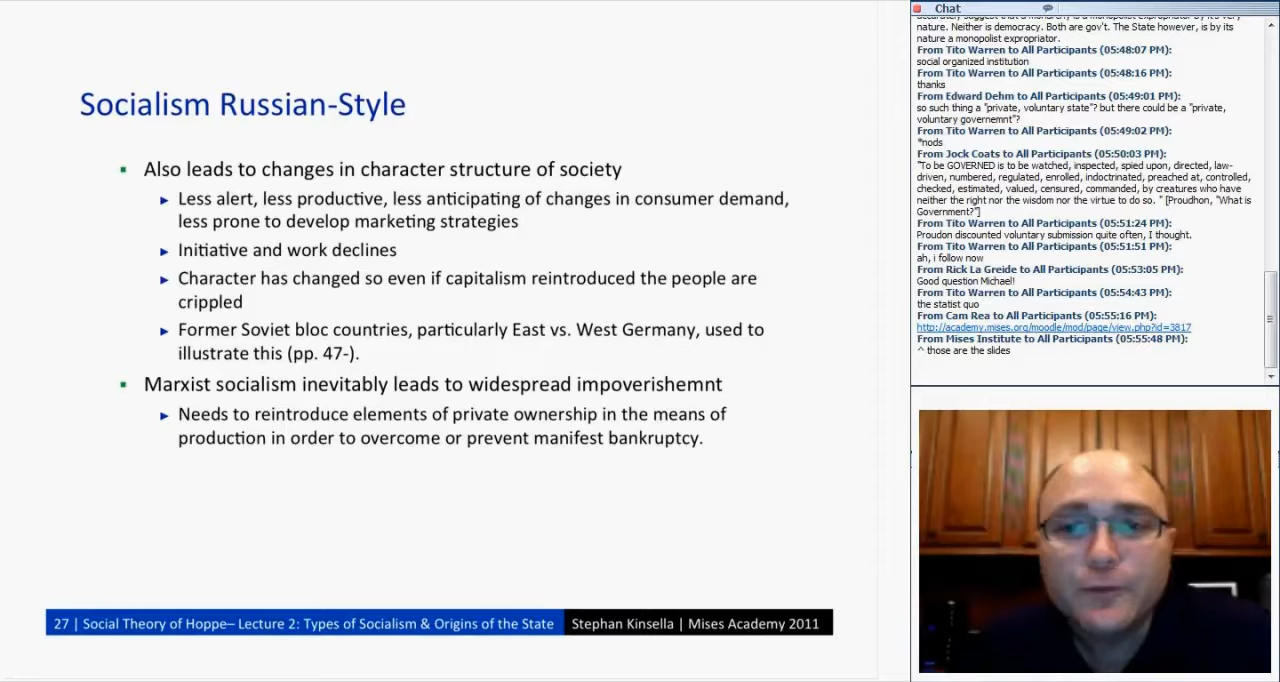 Socialism Russian-Style
Also leads to changes in character structure of society
Less alert, less productive, less anticipating of changes in consumer demand,
less prone to develop marketing strategies
Initiative and work declines
Character has changed so even if capitalism reintroduced the people are
crippled
Former Soviet bloc countries, particularly East vs. West Germany, used to
illustrate this (pp. 47-).
Marxist socialism inevitably leads to widespread impoverishemnt
Needs to reintroduce elements of private ownership in the means of
production in order to overcome or prevent manifest bankruptcy.
27 | Social Theory of Hoppe– Lecture 2: Types of Socialism & Origins of the State
Stephan Kinsella | Mises Academy 2011
Chat
accurately suggest that a monarchy is a monopolist expropriator by it's very
nature. Neither is democracy. Both are gov't. The State however, is by its
nature a monopolist expropriator.
From Tito Warren to All Participants (05:48:07 PM):
social organized institution
From Tito Warren to All Participants (05:48:16 PM):
thanks
From Edward Dehm to All Participants (05:49:01 PM):
so such thing a "private, voluntary state"? but there could be a "private,
voluntary governemnt"?
From Tito Warren to All Participants (05:49:02 PM):
*nods
From Jock Coats to All Participants (05:50:03 PM):
"To be GOVERNED is to be watched, inspected, spied upon, directed, law-
driven, numbered, regulated, enrolled, indoctrinated, preached at, controlled,
checked, estimated, valued, censured, commanded, by creatures who have
neither the right nor the wisdom nor the virtue to do so. " [Proudhon, "What is
Government?"]
From Tito Warren to All Participants (05:51:24 PM):
Proudon discounted voluntary submission quite often, I thought.
From Tito Warren to All Participants (05:51:51 PM):
ah, i follow now
From Rick La Greide to All Participants (05:53:05 PM):
Good question Michael!
From Tito Warren to All Participants (05:54:43 PM):
the statist quo
From Cam Rea to All Participants (05:55:16 PM):
http://academy.mises.org/moodle/mod/page/view.php?id=3817
From Mises Institute to All Participants (05:55:48 PM):
^ those are the slides